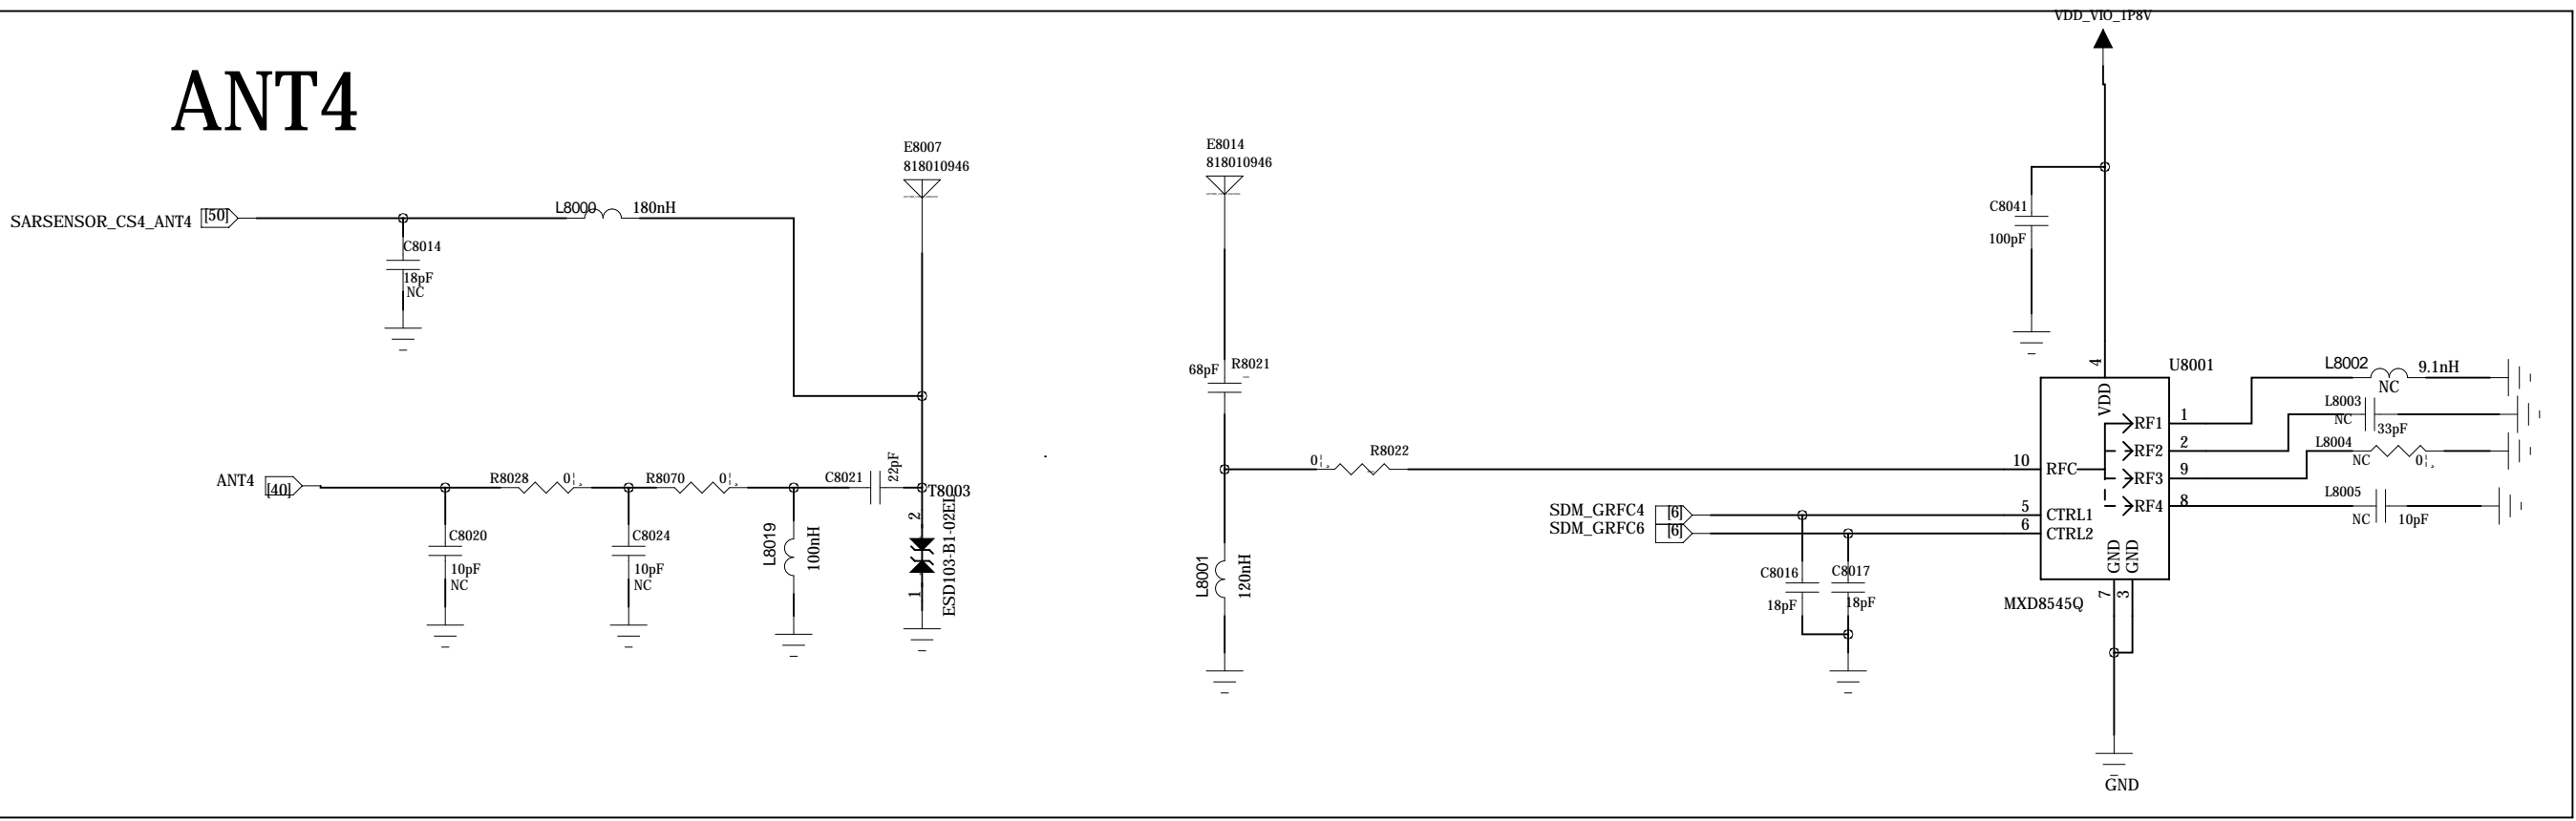 VDD_VIO_1P8V
ANT4
E8007
818010946
E8014
818010946
SARSENSOR_CS4_ANT4 [50]
L8000 180nH
C8014
18pF
NC
C8041
100pF
68pF R8021
4
U8001
VDD
L8002 9.1nH
NC
1
RF1
L8003
NC
33pF
2
RF2
L8004
NC
9
RF3
L8005
NC 10pF
8
RF4
R8022
10 RFC
ANT4 [40]
R8028
R8070
C8021
22pF
T8003
2
1
ESD103-B1-02EL
C8020
10pF
NC
C8024
10pF
NC
L8019
100nH
L8001
120nH
SDM_GRFC4 [6]
SDM_GRFC6 [6]
5 CTRL1
6 CTRL2
GND
GND
C8016
18pF
C8017
18pF
MXD8545Q
7
3
GND